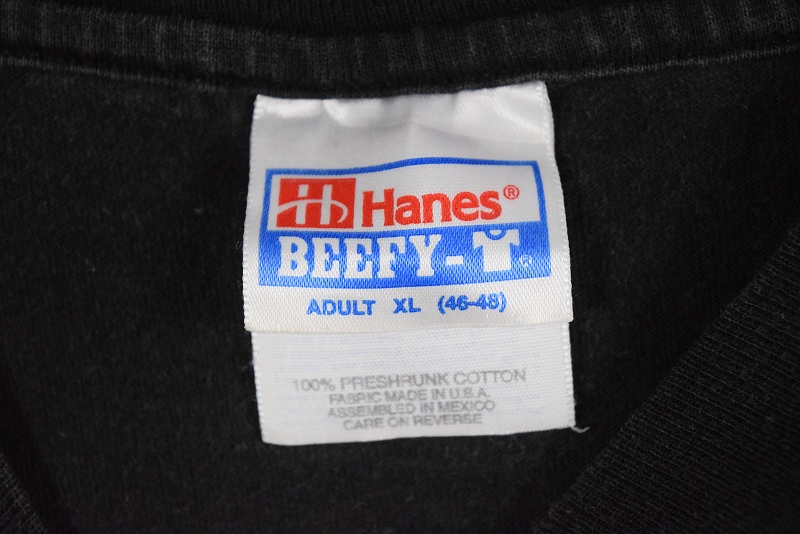 Hanes®
BEEFY-T®
ADULT XL (46-48)
100% PRESHRUNK COTTON
FABRIC MADE IN U.S.A.
ASSEMBLED IN MEXICO
CARE ON REVERSE